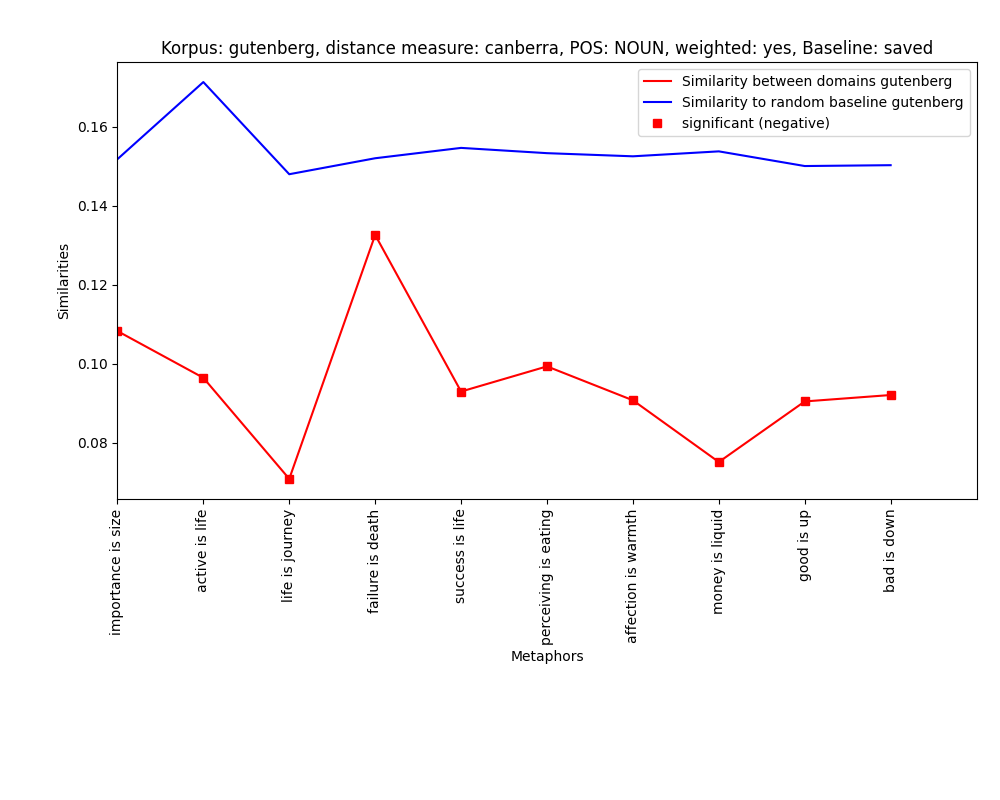 Korpus: gutenberg, distance measure: canberra, POS: NOUN, weighted: yes, Baseline: saved
Similarity between domains gutenberg
Similarity to random baseline gutenberg
significant (negative)
0.16
0.14
0.12
0.10
0.08
Similarities
importance is size
active is life
life is journey
failure is death
success is life
perceiving is eating
affection is warmth
money is liquid
good is up
bad is down
Metaphors